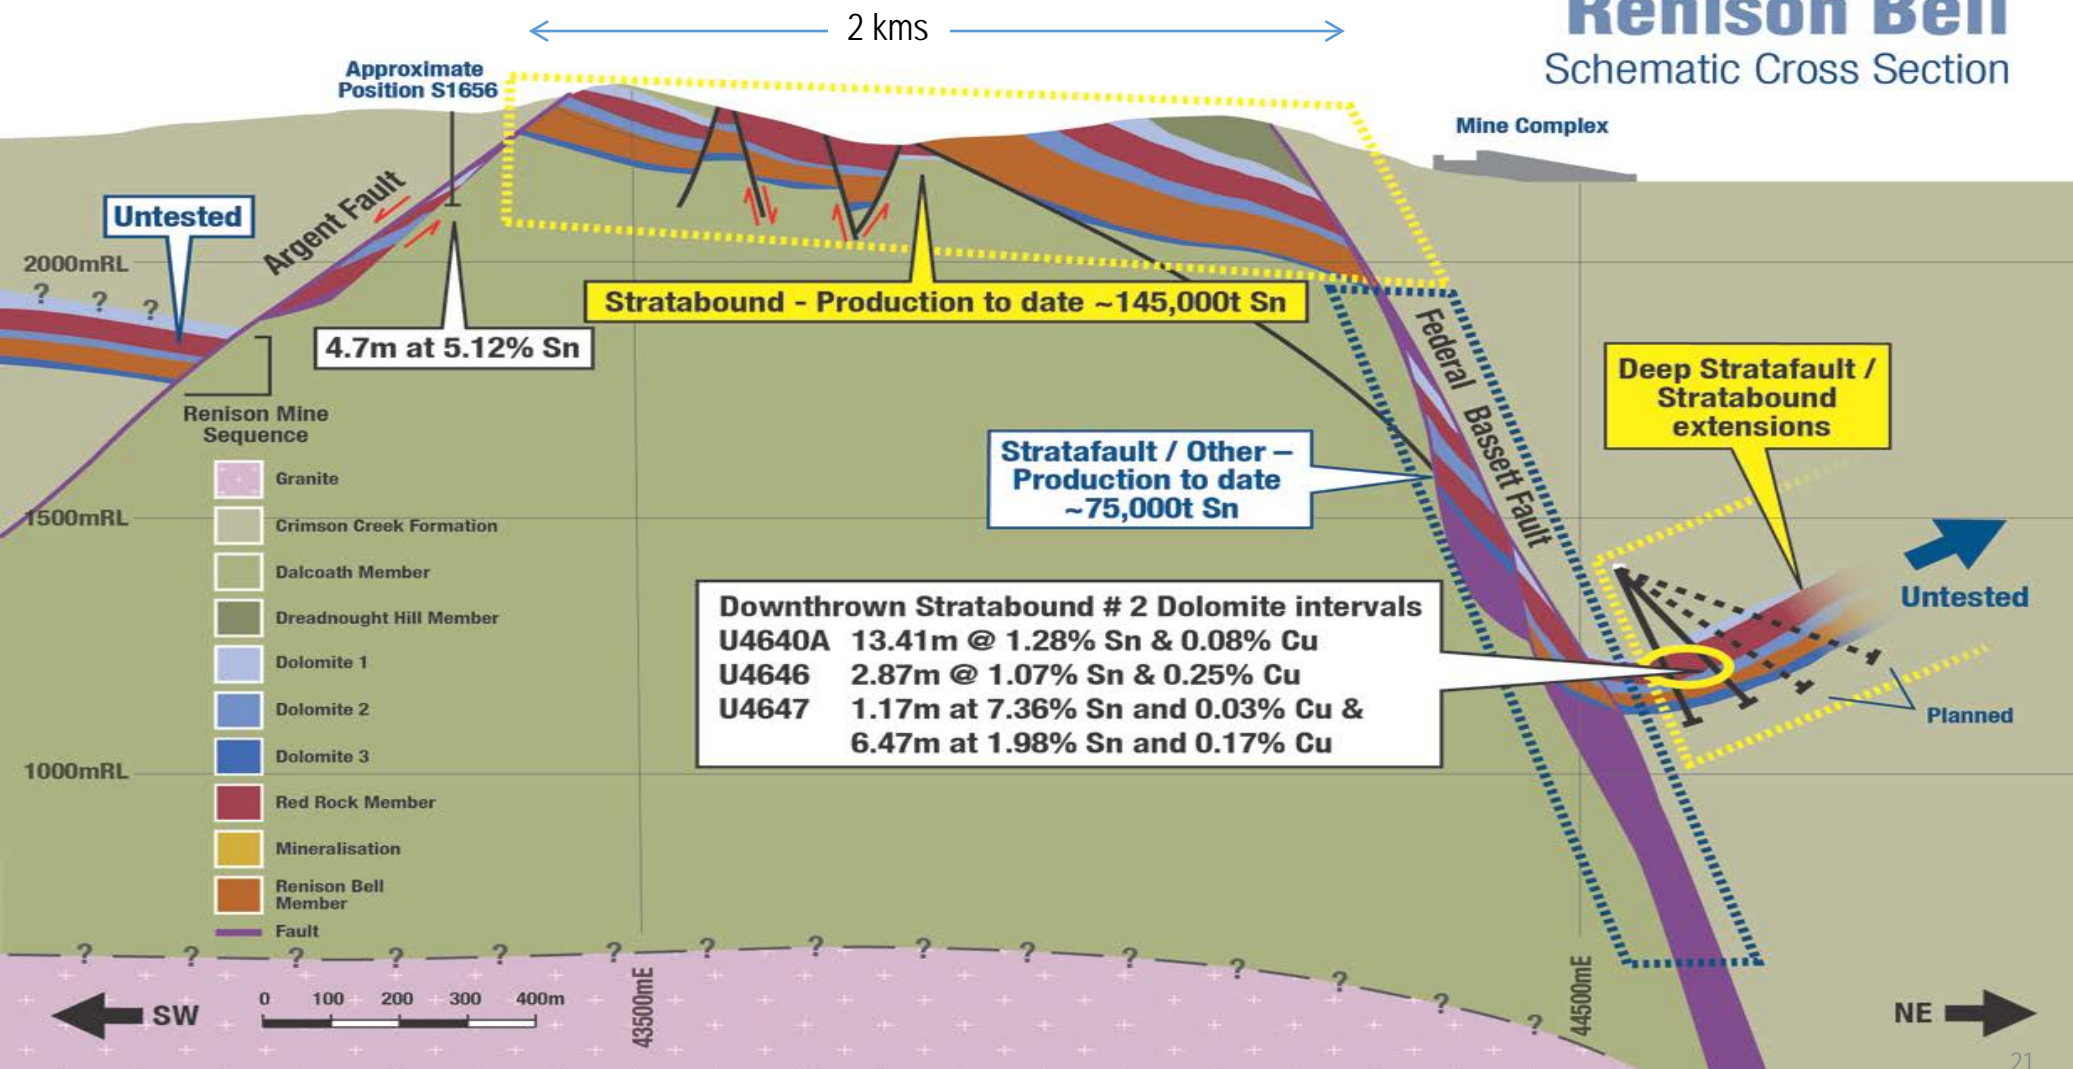 2 kms
Renison Bell
Schematic Cross Section
Approximate
Position S1656
Mine Complex
Untested
Argent Fault
2000mRL
? ? ?
Stratabound - Production to date ~145,000t Sn
4.7m at 5.12% Sn
Federal Bassett Fault
Deep Stratafault /
Stratabound
extensions
Renison Mine
Sequence
Stratafault / Other –
Production to date
~75,000t Sn
Granite
1500mRL
Crimson Creek Formation
Dalcoath Member
Dreadnought Hill Member
Dolomite 1
Dolomite 2
Dolomite 3
1000mRL
Red Rock Member
Mineralisation
Renison Bell
Member
Fault
Downthrown Stratabound # 2 Dolomite intervals
U4640A 13.41m @ 1.28% Sn & 0.08% Cu
U4646 2.87m @ 1.07% Sn & 0.25% Cu
U4647 1.17m at 7.36% Sn and 0.03% Cu &
6.47m at 1.98% Sn and 0.17% Cu
Untested
Planned
? ? ? ? ? ? ? ? ? ? ? ? ? ? ?
SW
0 100 200 300 400m
43500mE
44500mE
NE
21